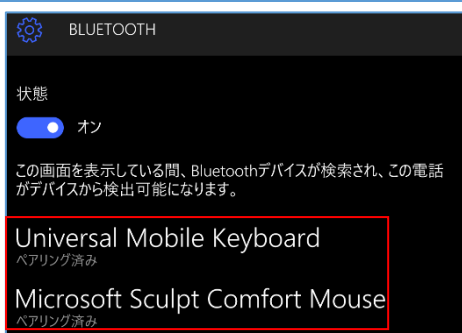 BLUETOOTH
状態
オン
この画面を表示している間、Bluetoothデバイスが検索され、この電話
がデバイスから検出可能になります。
Universal Mobile Keyboard
ペアリング済み
Microsoft Sculpt Comfort Mouse
ペアリング済み